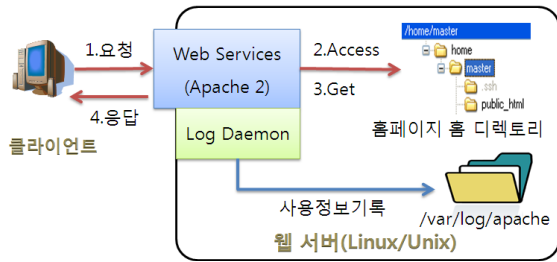 1.요청
4.응답
클라이언트
Web Services
(Apache 2)
Log Daemon
2.Access
3.Get
/home/master
home
master
.ssh
public_html
홈페이지 홈 디렉토리
사용정보기록
/var/log/apache
웹 서버(Linux/Unix)